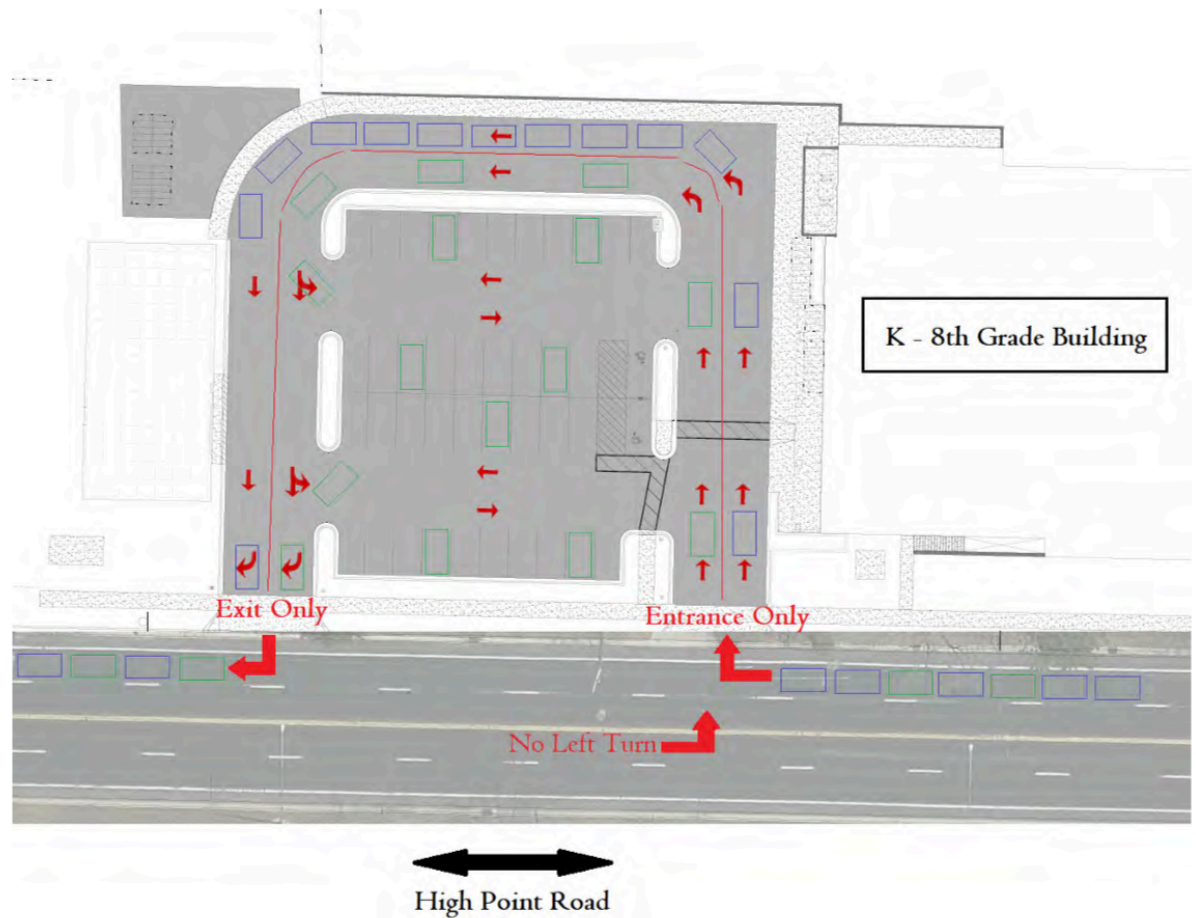 K - 8th Grade Building
Exit Only
Entrance Only
No Left Turn
High Point Road